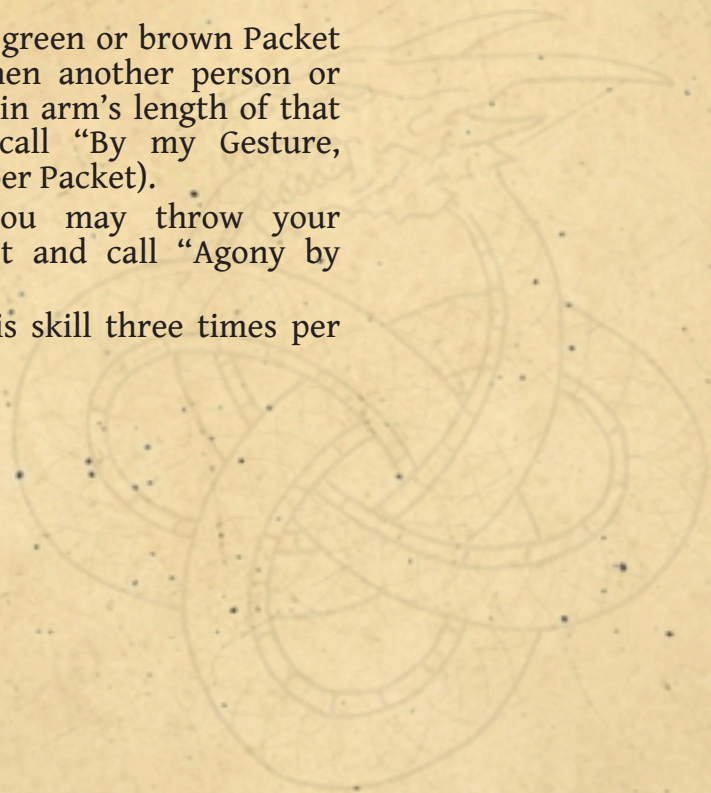 green or brown Packet
hen another person or
in arm’s length of that
call “By my Gesture,
er Packet).
ou may throw your
t and call “Agony by
is skill three times per